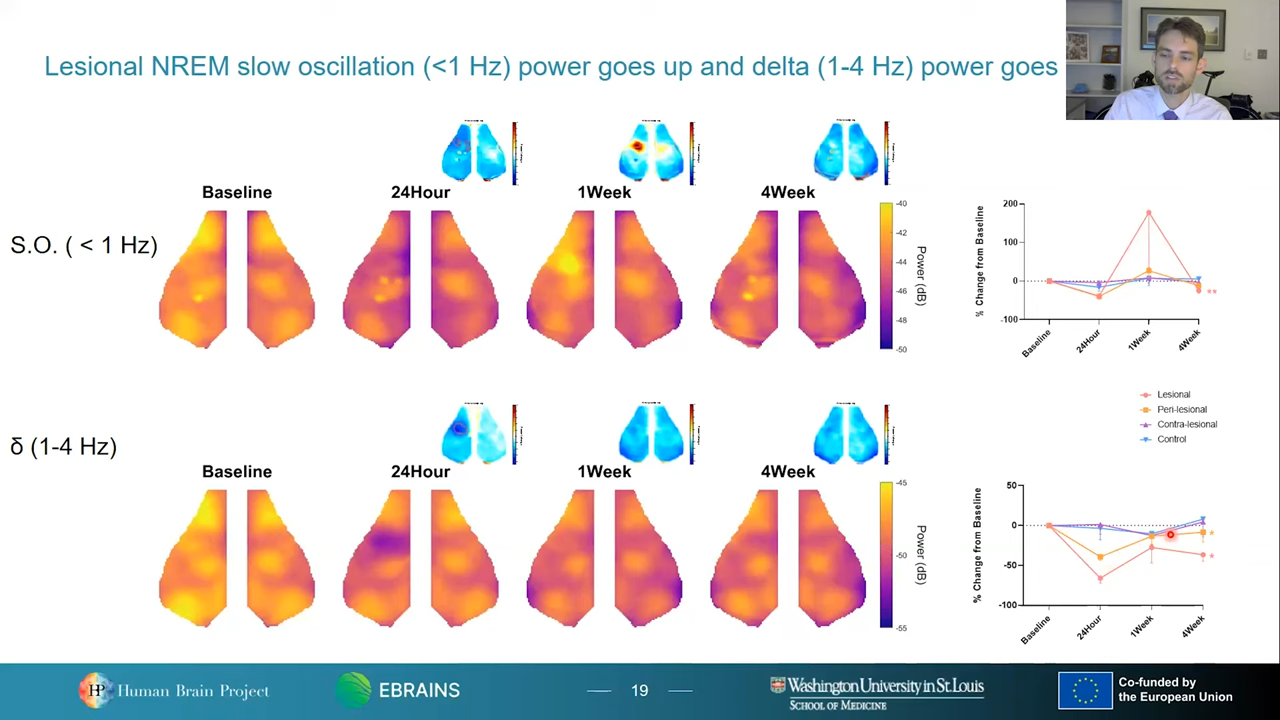 Lesional NREM slow oscillation (<1 Hz) power goes up and delta (1-4 Hz) power goes
Baseline
24Hour
1Week
4Week
S.O. ( < 1 Hz)
-40
-42
-44
-46
-48
-50
Power (dB)
200
100
0
-100
% Change from Baseline
Baseline
24Hour
1Week
4Week
**
Lesional
Peri-lesional
Contra-lesional
Control
δ (1-4 Hz)
Baseline
24Hour
1Week
4Week
-45
-50
-55
Power (dB)
50
0
-50
-100
% Change from Baseline
Baseline
24Hour
1Week
4Week
*
*
HP Human Brain Project
EBRAINS
19
Washington University in St. Louis
SCHOOL OF MEDICINE
Co-funded by
the European Union